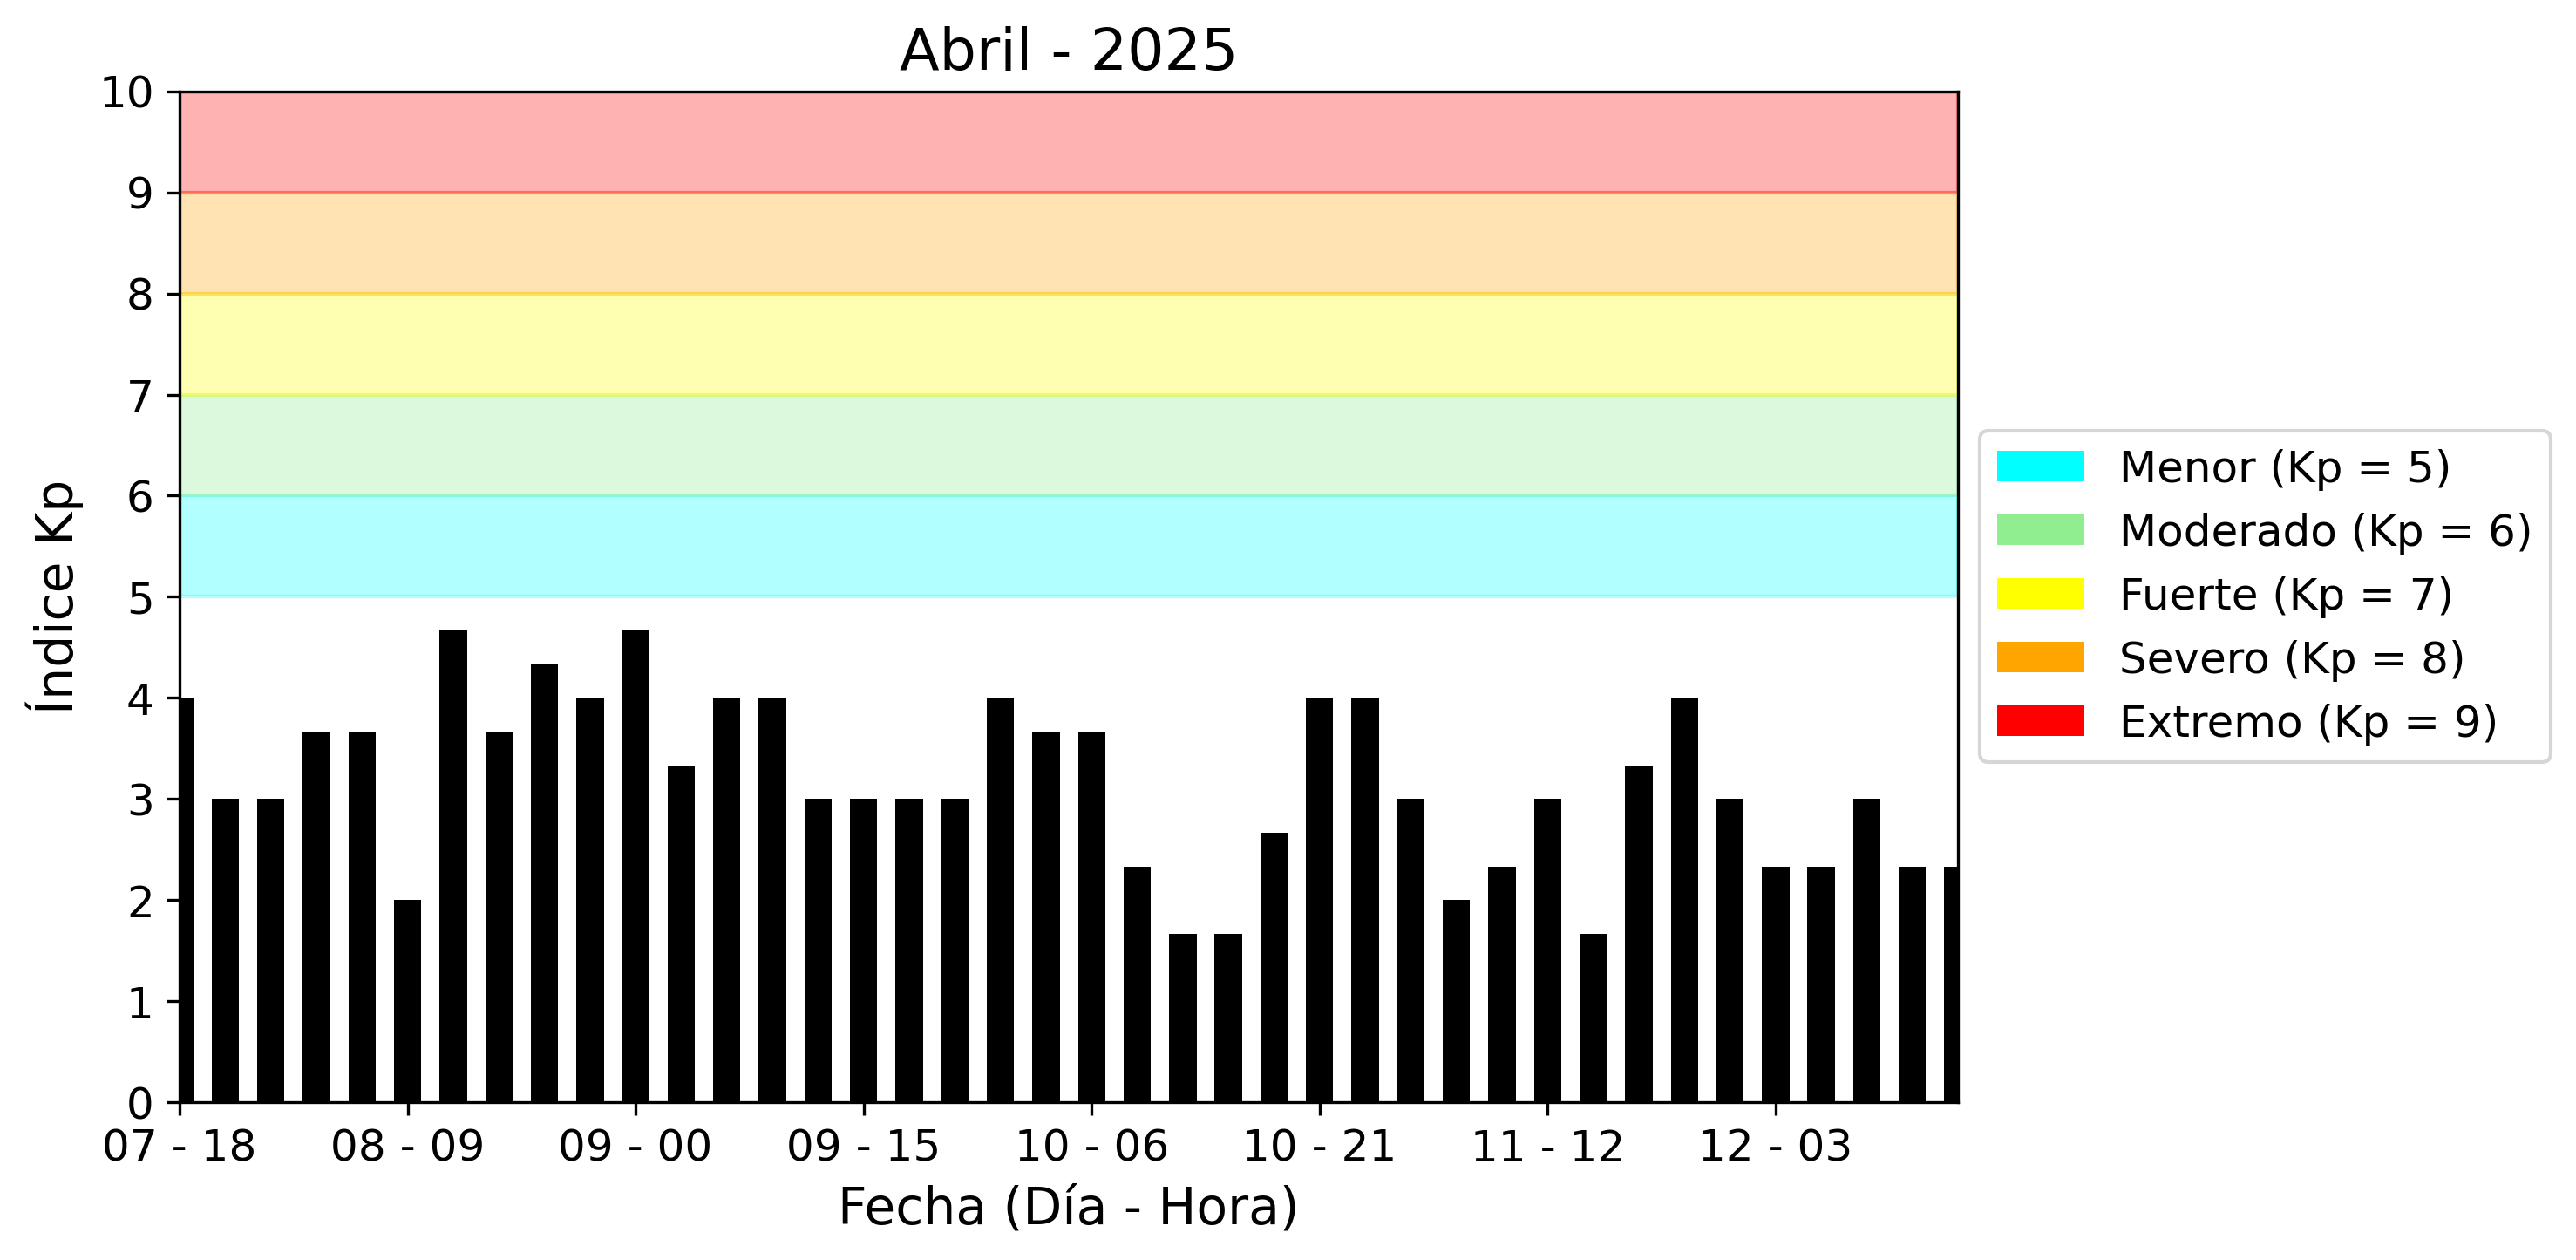 Abril - 2025
10
9
8
7
6
5
4
3
2
1
0
Índice Kp
07 - 18
08 - 09
09 - 00
09 - 15
10 - 06
10 - 21
11 - 12
12 - 03
Fecha (Día - Hora)
Menor (Kp = 5)
Moderado (Kp = 6)
Fuerte (Kp = 7)
Severo (Kp = 8)
Extremo (Kp = 9)